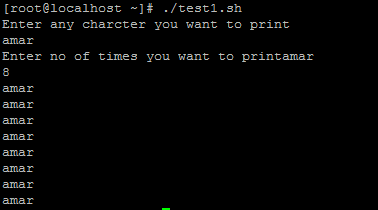 [root@localhost ~]# ./test1.sh
Enter any charcter you want to print
amar
Enter no of times you want to printamar
8
amar
amar
amar
amar
amar
amar
amar
amar